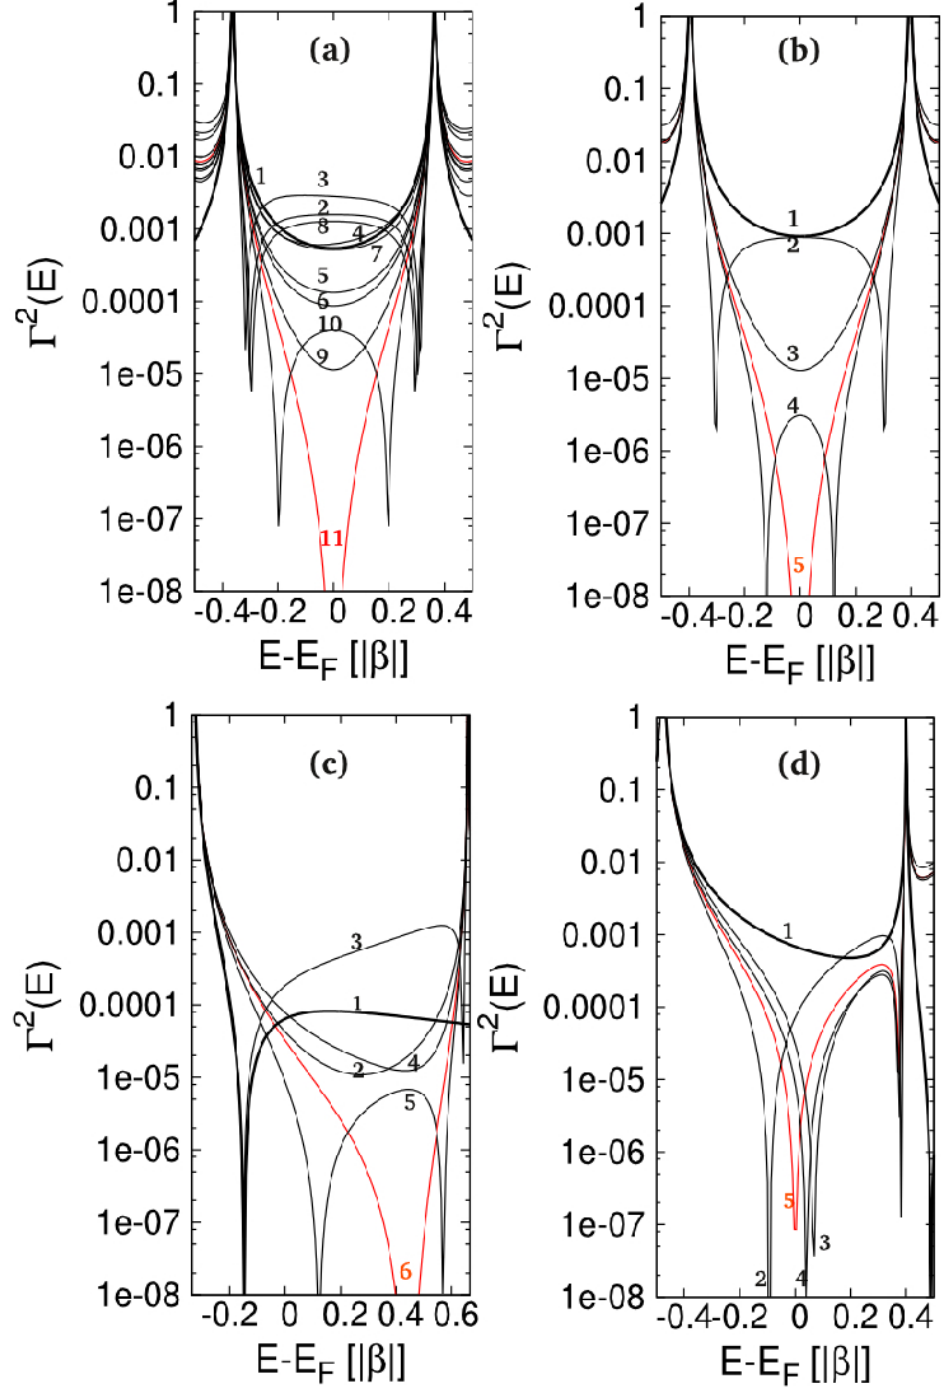 (a)
1
0.1
0.01
0.001
0.0001
1e-05
1e-06
1e-07
1e-08
Γ²(E)
1
3
2
8
4
7
5
6
10
9
11
-0.4 -0.2 0 0.2 0.4
E-E_F [|β|]
(b)
1
0.1
0.01
0.001
0.0001
1e-05
1e-06
1e-07
1e-08
Γ²(E)
1
2
3
4
5
-0.4 -0.2 0 0.2 0.4
E-E_F [|β|]
(c)
1
0.1
0.01
0.001
0.0001
1e-05
1e-06
1e-07
1e-08
Γ²(E)
3
1
2
4
5
6
-0.2 0 0.2 0.4 0.6
E-E_F [|β|]
(d)
1
0.1
0.01
0.001
0.0001
1e-05
1e-06
1e-07
1e-08
Γ²(E)
1
5
3
2
4
-0.4 -0.2 0 0.2 0.4
E-E_F [|β|]